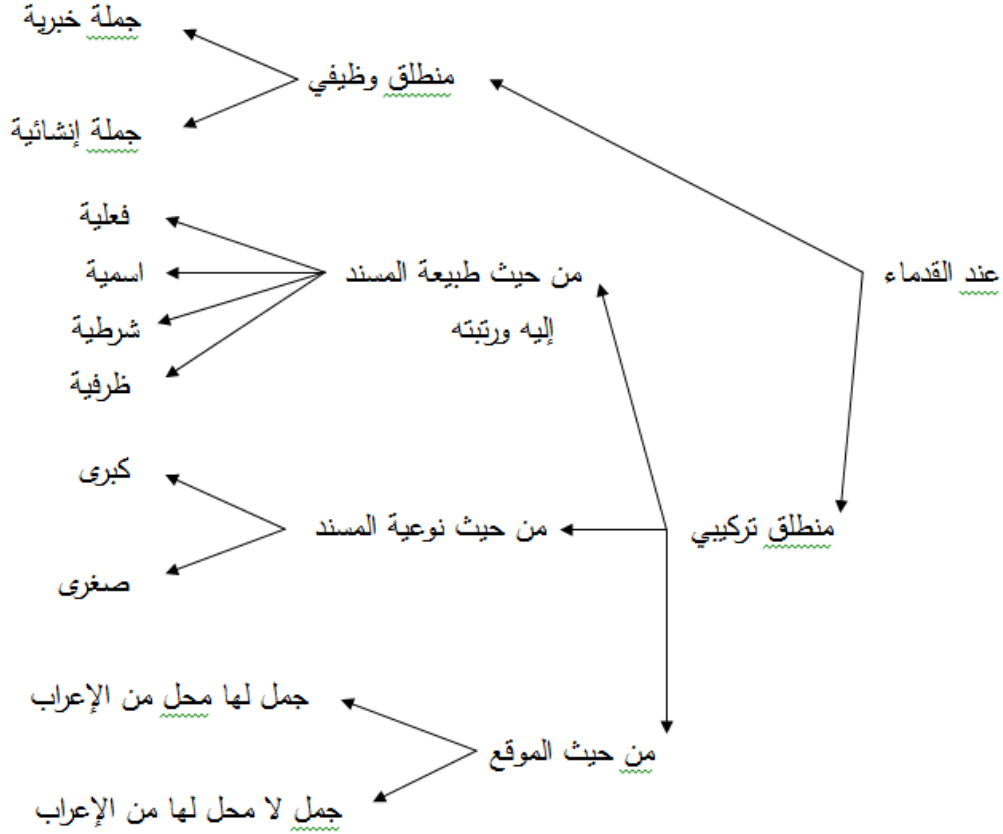 عند القدماء
منطلق وظيفي
جملة خبرية
جملة إنشائية
منطلق تركيبي
من حيث طبيعة المسند
إليه ورتبته
فعلية
اسمية
شرطية
ظرفية
من حيث نوعية المسند
كبرى
صغرى
من حيث الموقع
جمل لها محل من الإعراب
جمل لا محل لها من الإعراب